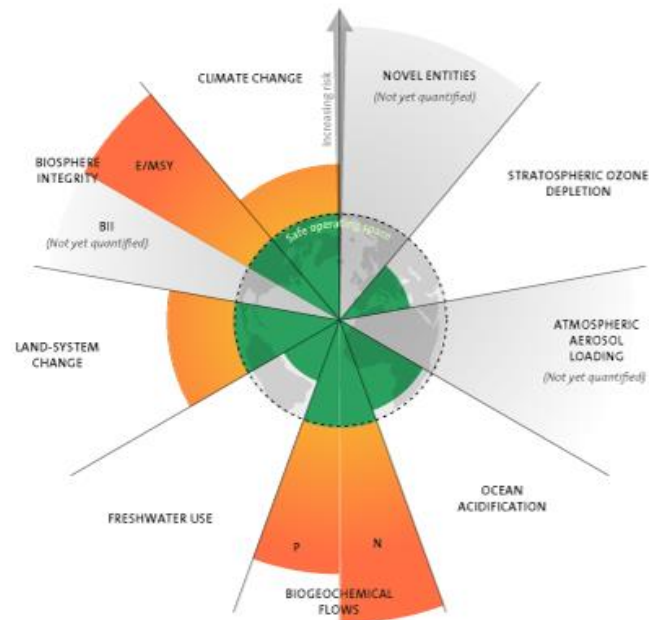 CLIMATE CHANGE
Increasing risk
NOVEL ENTITIES
(Not yet quantified)
STRATOSPHERIC OZONE
DEPLETION
ATMOSPHERIC
AEROSOL
LOADING
(Not yet quantified)
OCEAN
ACIDIFICATION
N
P
BIOGEOCHEMICAL
FLOWS
FRESHWATER USE
LAND-SYSTEM
CHANGE
BIOSPHERE
INTEGRITY
E/MSY
BII
(Not yet quantified)
Safe operating space